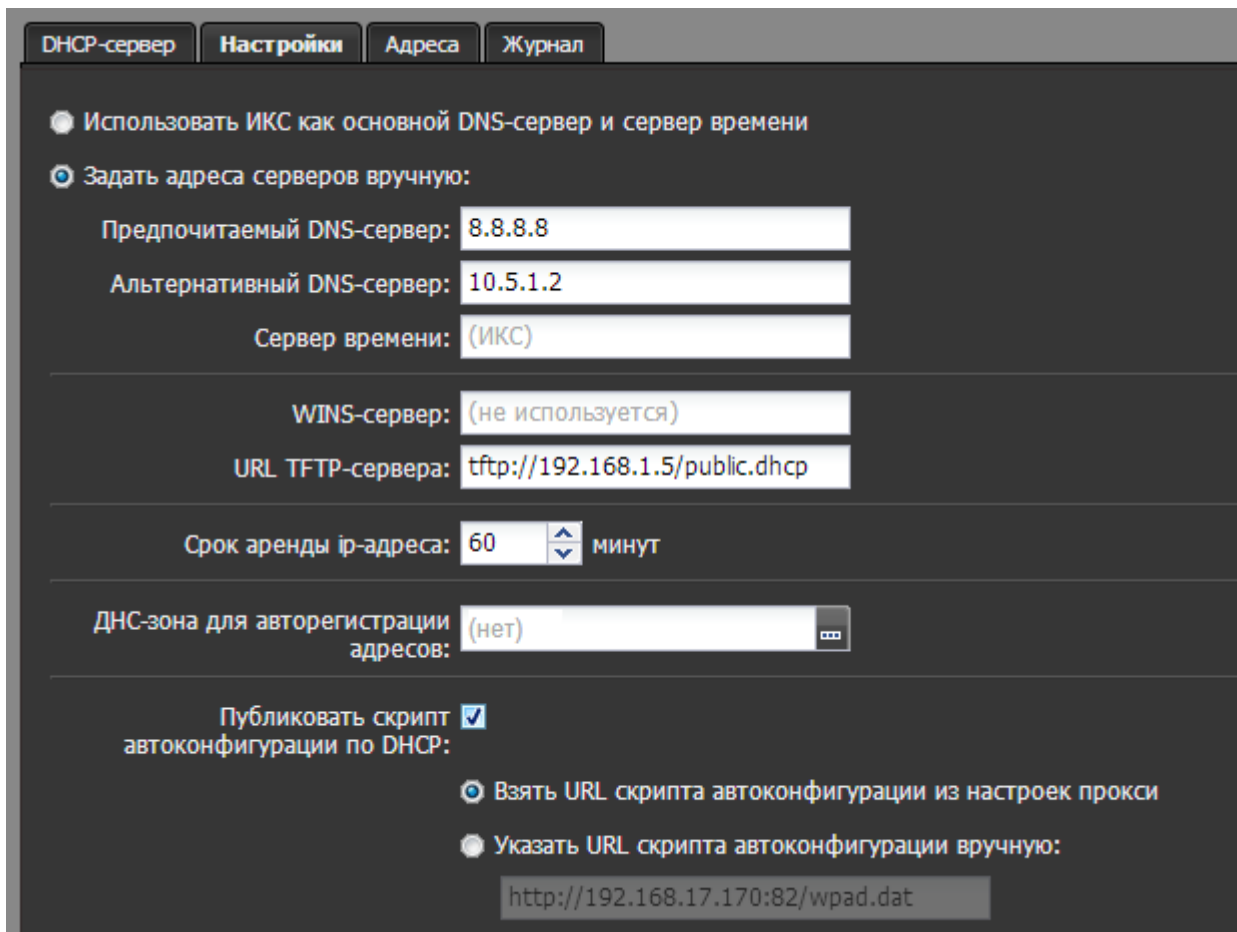 DHCP-сервер Настройки Адреса Журнал
Использовать ИКС как основной DNS-сервер и сервер времени
Задать адреса серверов вручную:
Предпочитаемый DNS-сервер: 8.8.8.8
Альтернативный DNS-сервер: 10.5.1.2
Сервер времени: (ИКС)
WINS-сервер: (не используется)
URL TFTP-сервера: tftp://192.168.1.5/public.dhcp
Срок аренды ip-адреса: 60 минут
ДНС-зона для авторегистрации
адресов: (нет)
Публиковать скрипт
автоконфигурации по DHCP:
Взять URL скрипта автоконфигурации из настроек прокси
Указать URL скрипта автоконфигурации вручную:
http://192.168.17.170:82/wpad.dat